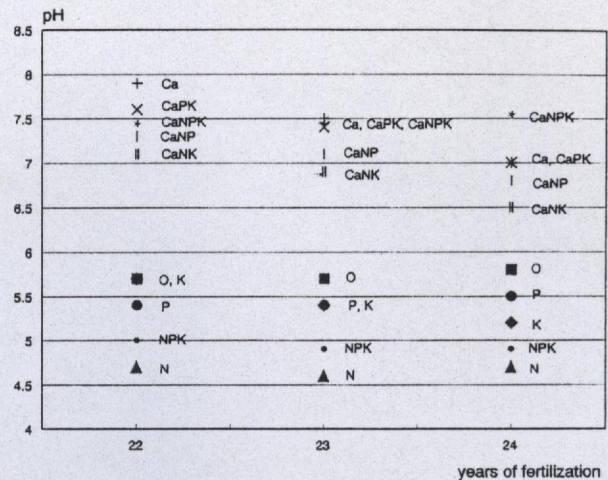 pH
8.5
8
7.5
7
6.5
6
5.5
5
4.5
4
Ca
CaPK
CaNPK
CaNP
CaNK
O, K
P
NPK
N
Ca, CaPK, CaNPK
CaNP
CaNK
O
P, K
NPK
N
CaNPK
Ca, CaPK
CaNP
CaNK
O
P
K
NPK
N
22
23
24
years of fertilization